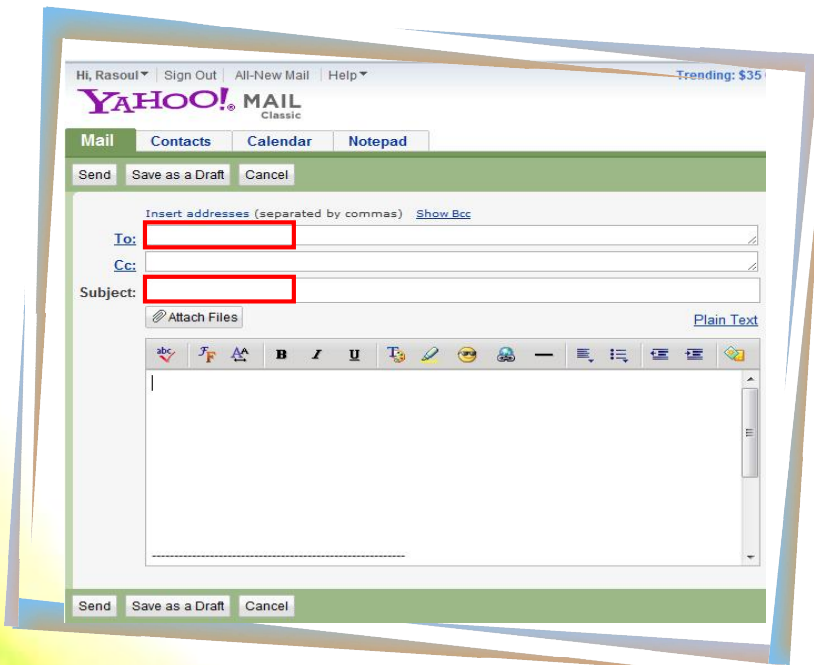 Hi, Rasoul Sign Out All-New Mail Help Trending: $35
YAHOO!® MAIL
Classic
Mail Contacts Calendar Notepad
Send Save as a Draft Cancel
Insert addresses (separated by commas) Show Bcc
To:
Cc:
Subject:
Attach Files Plain Text
abc F F A A B I U T
Send Save as a Draft Cancel